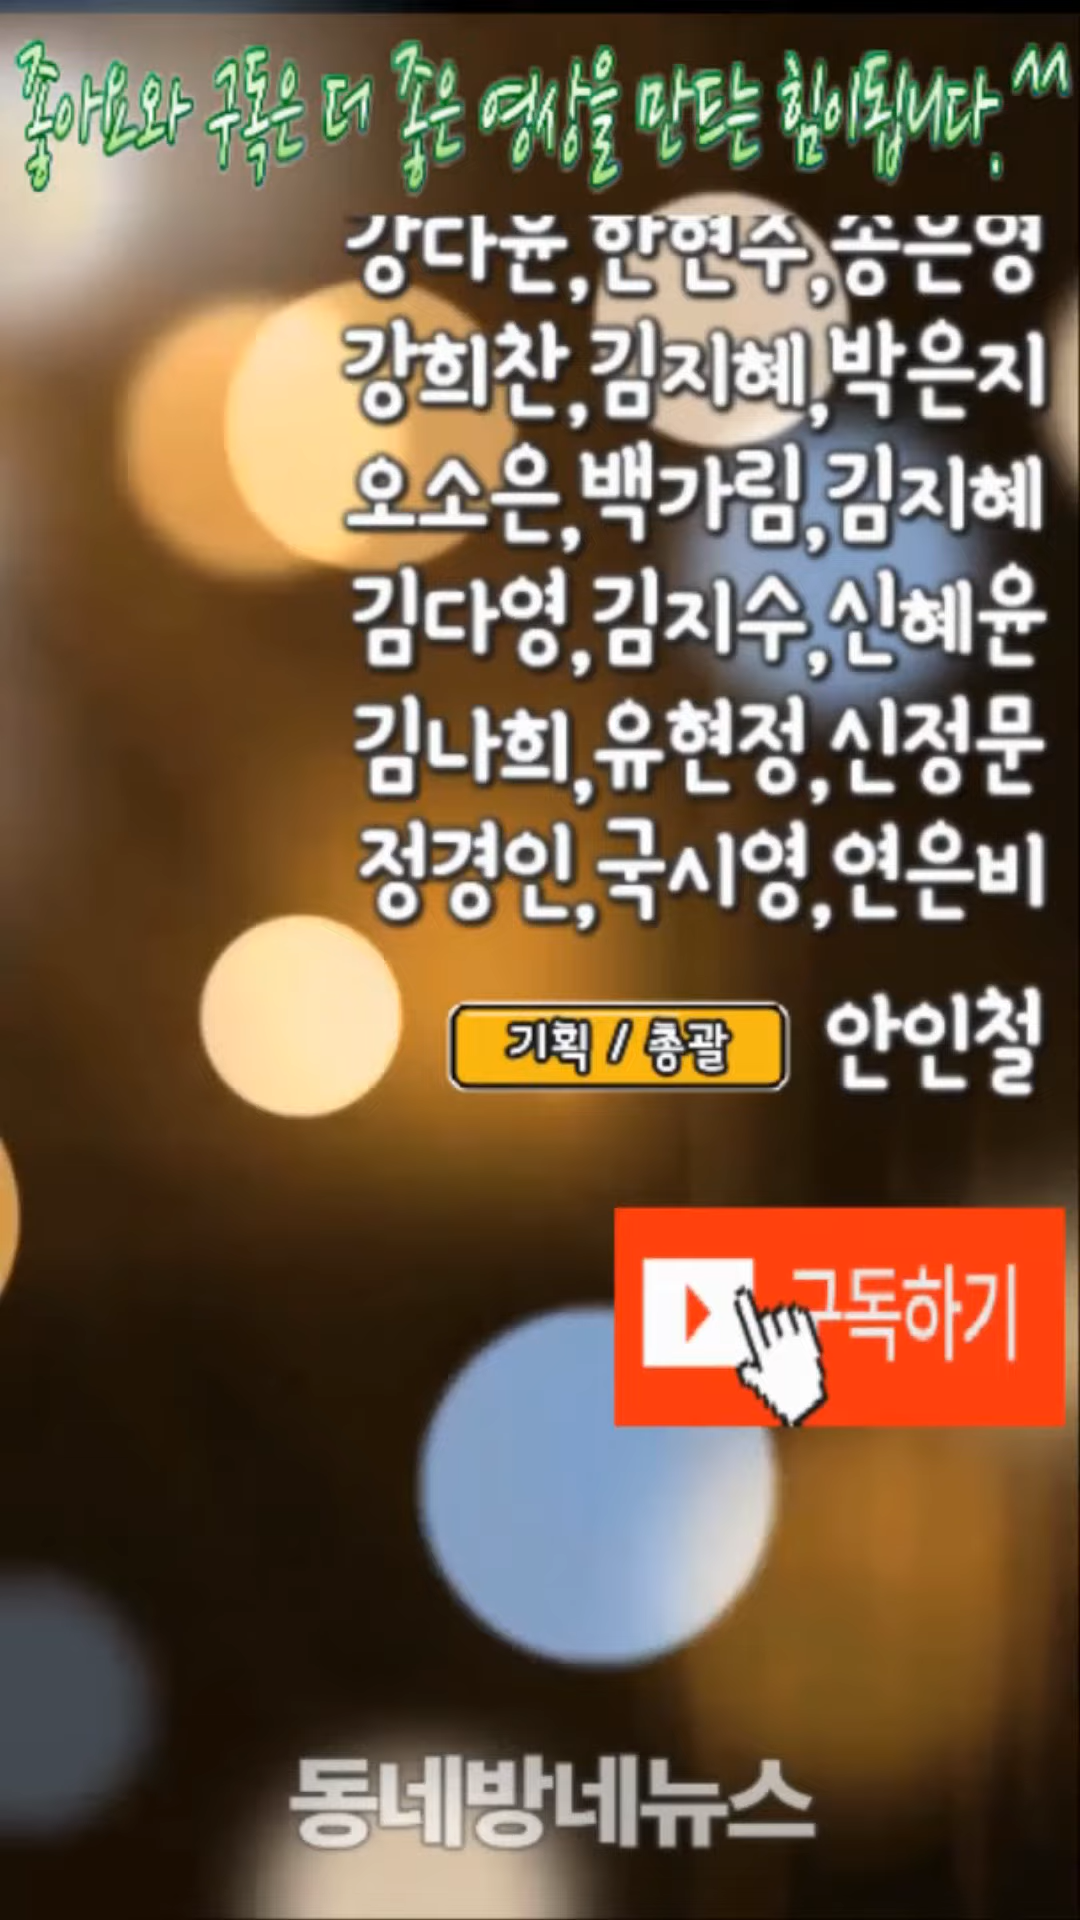 좋아요와 구독은 더 좋은 영상을 만드는 힘이됩니다.^^
강다윤,한현주,송은영
강희찬,김지혜,박은지
오소은,백가림,김지혜
김다영,김지수,신혜윤
김나희,유현정,신정문
정경인,국시영,연은비
기획 / 총괄 안인철
구독하기
동네방네뉴스